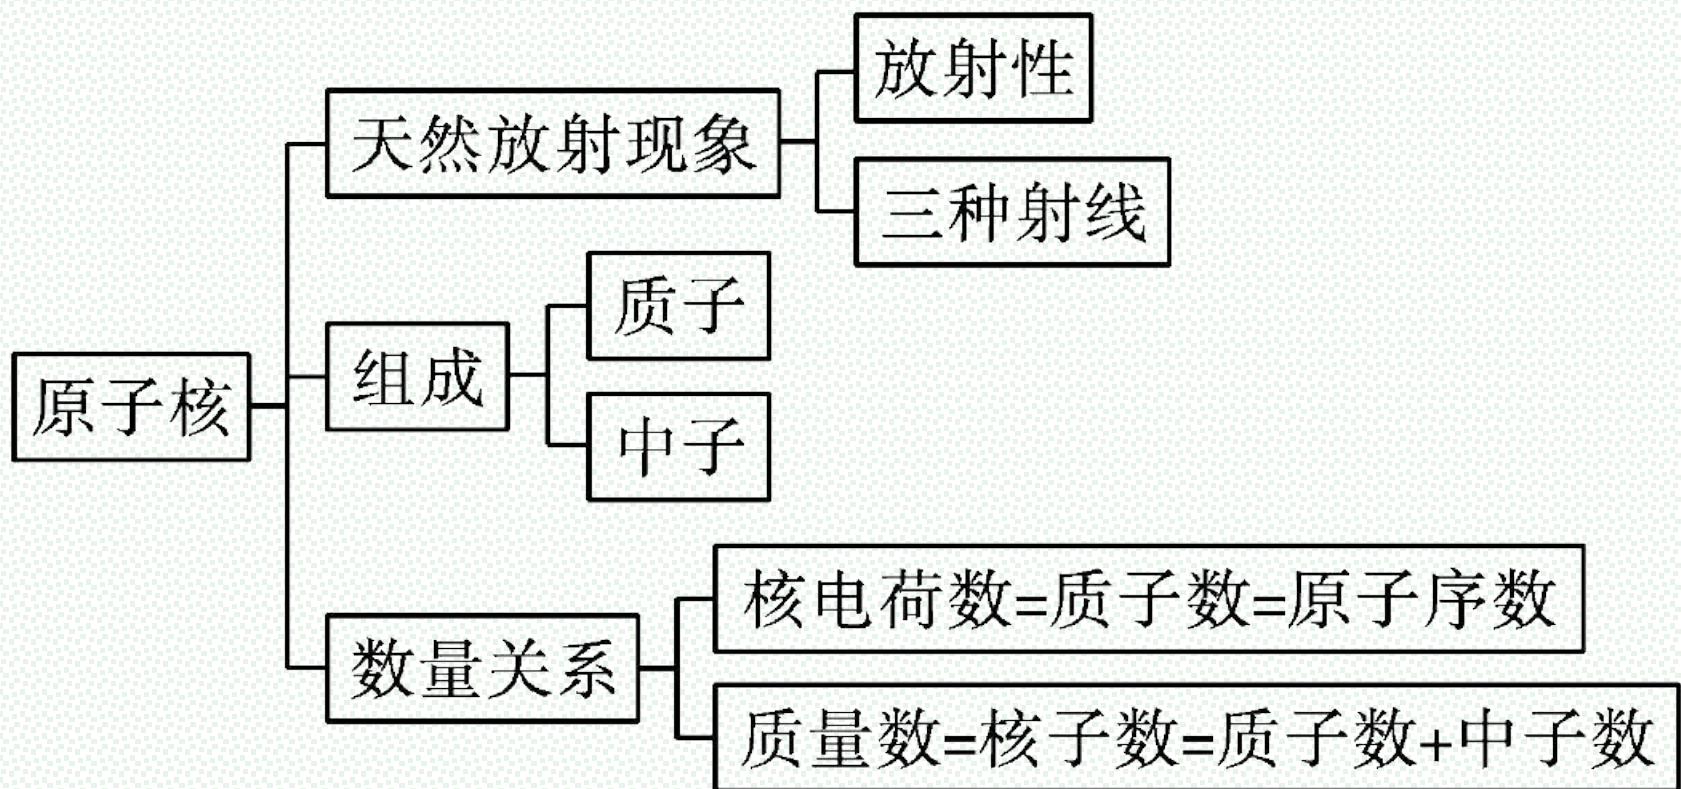 放射性
天然放射现象
三种射线
质子
组成
原子核
中子
核电荷数=质子数=原子序数
数量关系
质量数=核子数=质子数+中子数